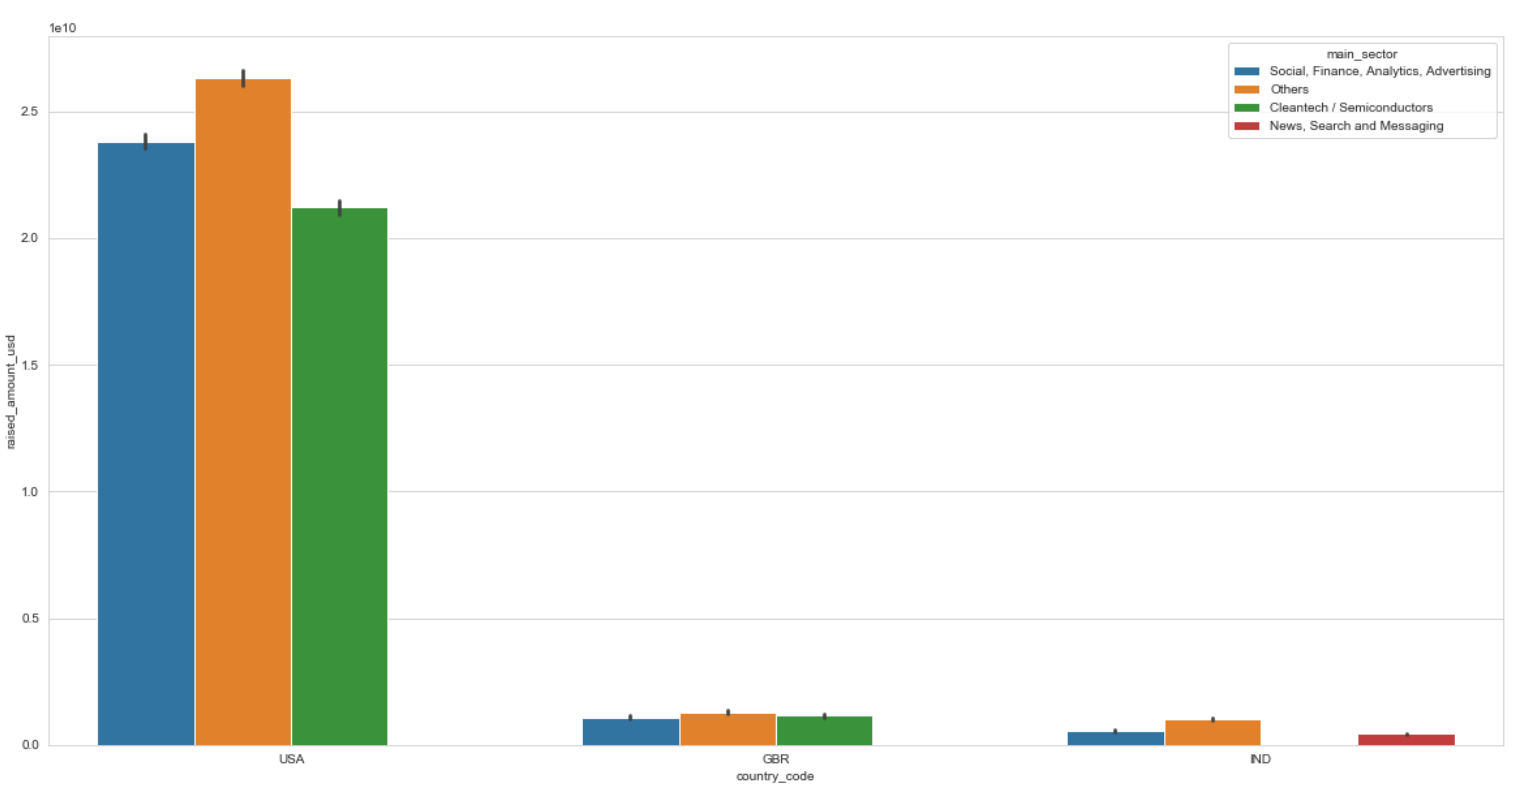 1e10
main_sector
Social, Finance, Analytics, Advertising
Others
Cleantech / Semiconductors
News, Search and Messaging
2.5
2.0
1.5
1.0
0.5
0.0
raised_amount_usd
USA GBR IND
country_code